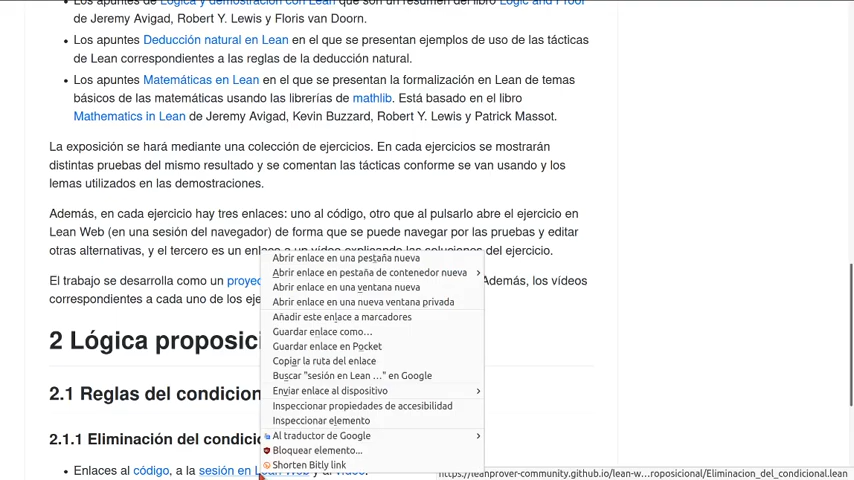 Los apuntes de Lógica y demostración con Lean que son un resumen del libro Logic and Proof
de Jeremy Avigad, Robert Y. Lewis y Floris van Doorn.
• Los apuntes Deducción natural en Lean en el que se presentan ejemplos de uso de las tácticas
de Lean correspondientes a las reglas de la deducción natural.
• Los apuntes Matemáticas en Lean en el que se presentan la formalización en Lean de temas
básicos de las matemáticas usando las librerías de mathlib. Está basado en el libro
Mathematics in Lean de Jeremy Avigad, Kevin Buzzard, Robert Y. Lewis y Patrick Massot.
La exposición se hará mediante una colección de ejercicios. En cada ejercicios se mostrarán
distintas pruebas del mismo resultado y se comentan las tácticas conforme se van usando y los
lemas utilizados en las demostraciones.
Además, en cada ejercicio hay tres enlaces: uno al código, otro que al pulsarlo abre el ejercicio en
Lean Web (en una sesión del navegador) de forma que se puede navegar por las pruebas y editar
otras alternativas, y el tercero es un enlace a un vídeo explicando las soluciones del ejercicio.
El trabajo se desarrolla como un proyec Además, los vídeos
correspondientes a cada uno de los eje
2 Lógica proposici
2.1 Reglas del condicion
2.1.1 Eliminación del condicio
• Enlaces al código, a la sesión en Lean Web y al vídeo.
Abrir enlace en una pestaña nueva
Abrir enlace en pestaña de contenedor nueva
Abrir enlace en una ventana nueva
Abrir enlace en una nueva ventana privada
Añadir este enlace a marcadores
Guardar enlace como...
Guardar enlace en Pocket
Copiar la ruta del enlace
Buscar "sesión en Lean ..." en Google
Enviar enlace al dispositivo
Inspeccionar propiedades de accesibilidad
Inspeccionar elemento
Al traductor de Google
Bloquear elemento...
Shorten Bitly link
https://leanprover-community.github.io/lean-w...roposicional/Eliminacion_del_condicional.lean